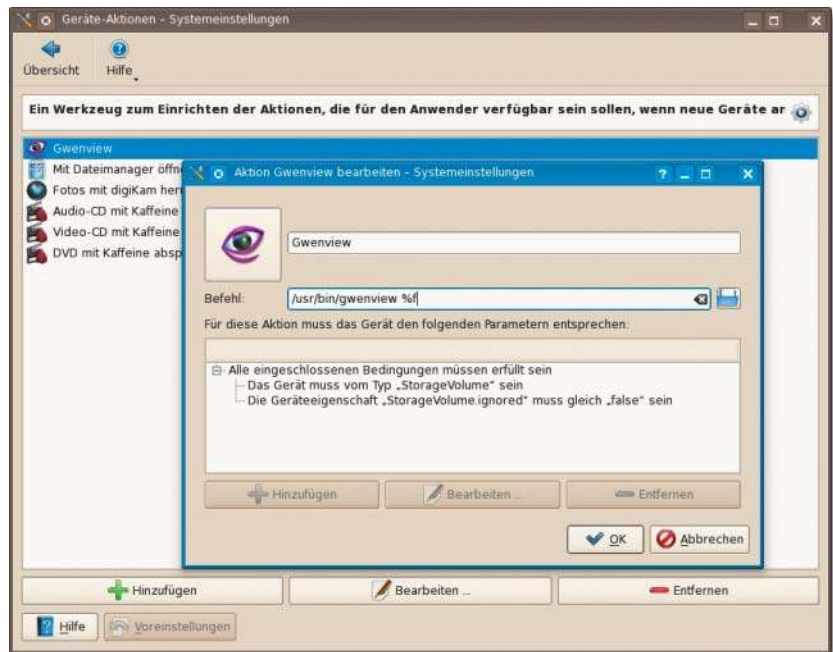 Geräte-Aktionen – Systemeinstellungen
Übersicht
Hilfe
Ein Werkzeug zum Einrichten der Aktionen, die für den Anwender verfügbar sein sollen, wenn neue Geräte ar
Gwenview
Mit Dateimanager öffn
Fotos mit digiKam her
Audio-CD mit Kaffeine
Video-CD mit Kaffeine
DVD mit Kaffeine absp
Aktion Gwenview bearbeiten – Systemeinstellungen
Gwenview
Befehl: /usr/bin/gwenview %f
Für diese Aktion muss das Gerät den folgenden Parametern entsprechen:
Alle eingeschlossenen Bedingungen müssen erfüllt sein
Das Gerät muss vom Typ „StorageVolume“ sein
Die Geräteeigenschaft „StorageVolume.ignored“ muss gleich „false“ sein
Hinzufügen
Bearbeiten ...
Entfernen
OK
Abbrechen
Hinzufügen
Bearbeiten ...
Entfernen
Hilfe
Voreinstellungen